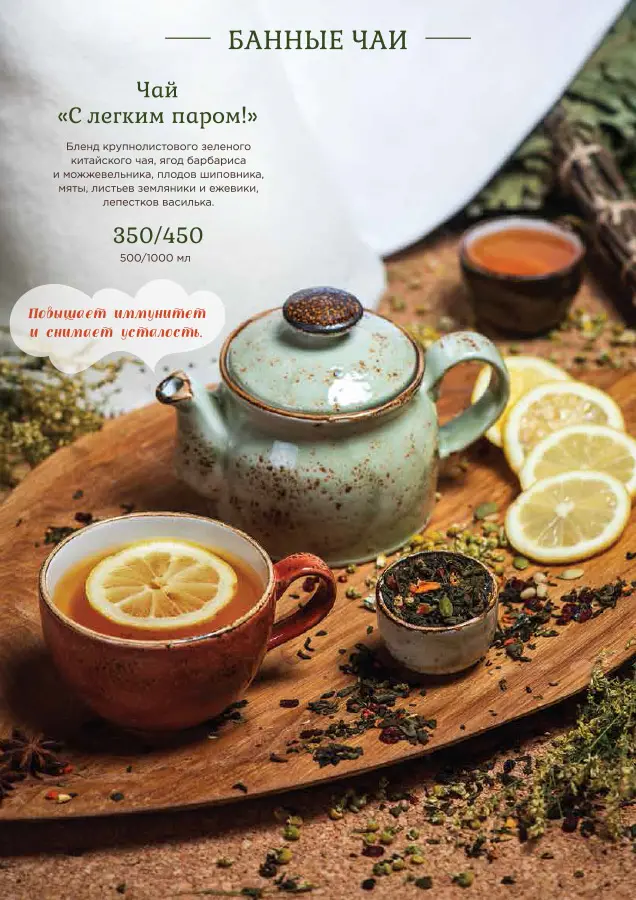 БАННЫЕ ЧАИ
Чай
«С легким паром!»
Бленд крупнолистового зеленого
китайского чая, ягод барбариса
и можжевельника, плодов шиповника,
мяты, листьев земляники и ежевики,
лепестков василька.
350/450
500/1000 мл
Повышает иммунитет
и снимает усталость.